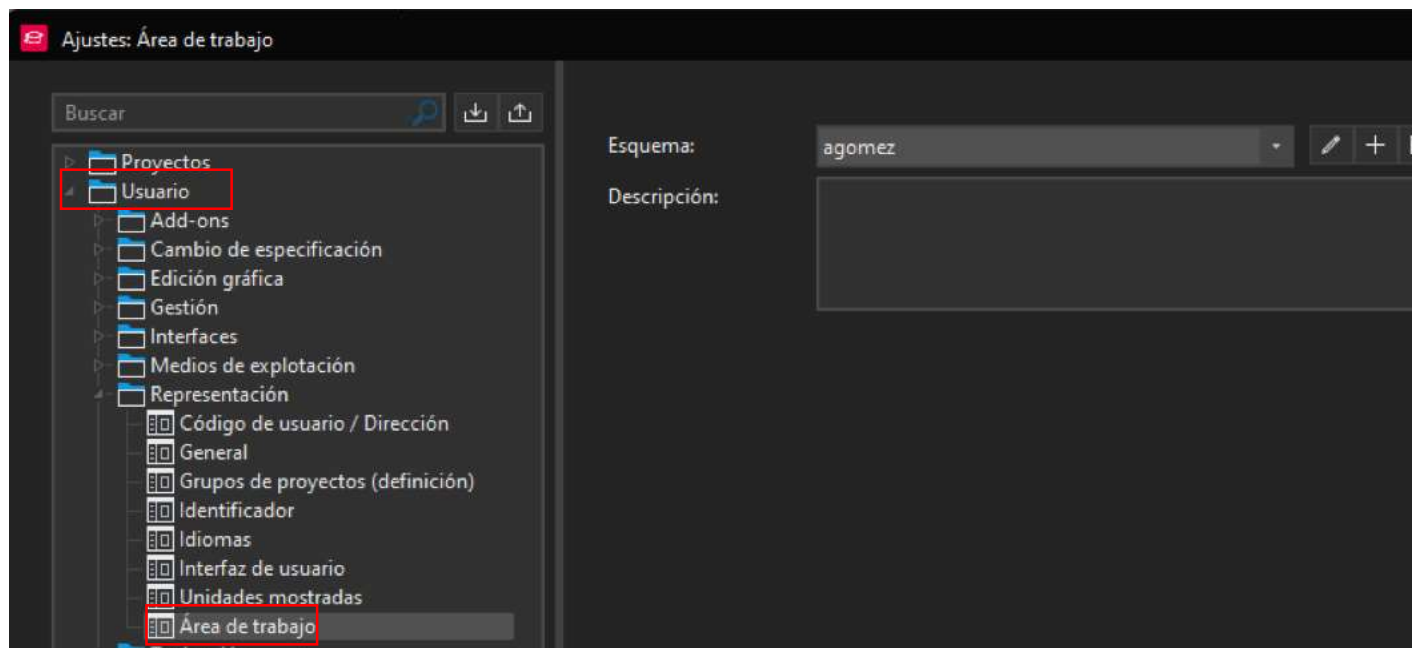 Ajustes: Área de trabajo
Buscar
Proyectos
Usuario
Add-ons
Cambio de especificación
Edición gráfica
Gestión
Interfaces
Medios de explotación
Representación
Código de usuario / Dirección
General
Grupos de proyectos (definición)
Identificador
Idiomas
Interfaz de usuario
Unidades mostradas
Área de trabajo
Esquema:
agomez
Descripción: